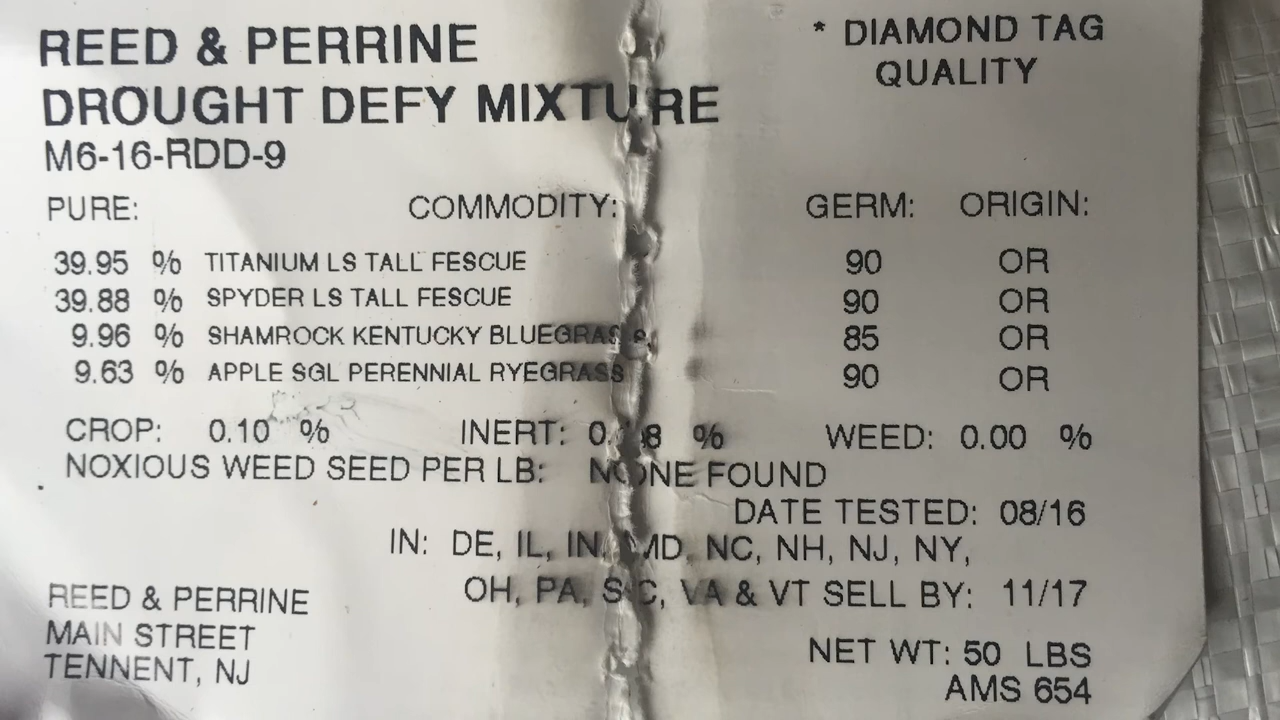 REED & PERRINE
* DIAMOND TAG
QUALITY
DROUGHT DEFY MIXTURE
M6-16-RDD-9
PURE: COMMODITY: GERM: ORIGIN:
39.95 % TITANIUM LS TALL FESCUE 90 OR
39.88 % SPYDER LS TALL FESCUE 90 OR
9.96 % SHAMROCK KENTUCKY BLUEGRASS 85 OR
9.63 % APPLE SGL PERENNIAL RYEGRASS 90 OR
CROP: 0.10 % INERT: % WEED: 0.00 %
NOXIOUS WEED SEED PER LB: NONE FOUND
DATE TESTED: 08/16
IN: DE, IL, IN, MD, NC, NH, NJ, NY,
OH, PA, SC, VA & VT SELL BY: 11/17
REED & PERRINE
MAIN STREET
TENNENT, NJ
NET WT: 50 LBS
AMS 654